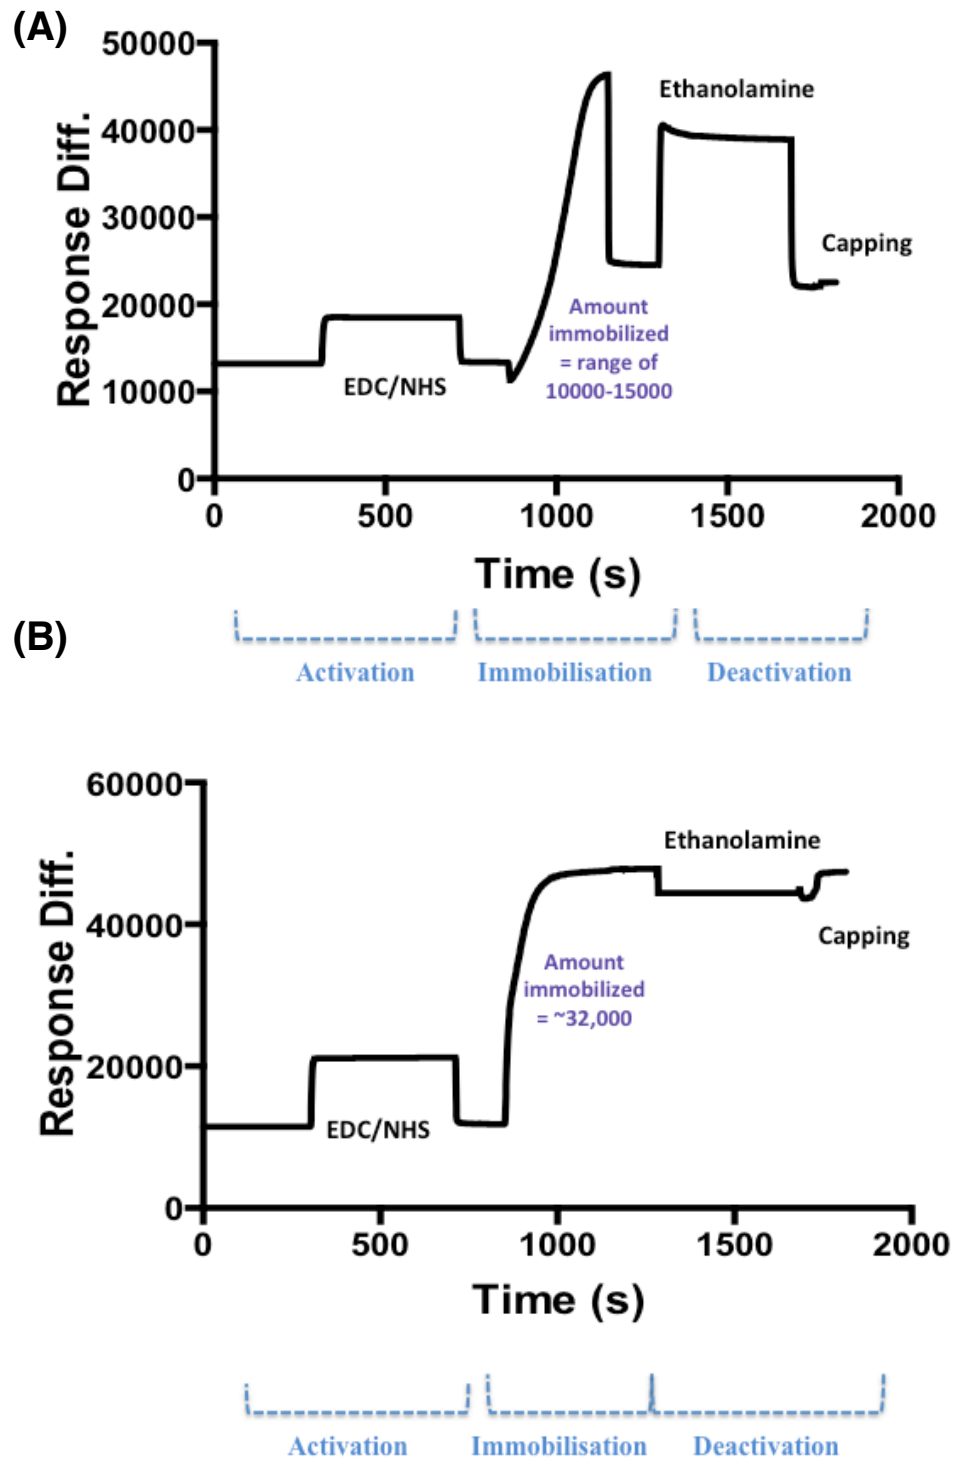 (A)
50000
40000
30000
20000
10000
0
Response Diff.
Ethanolamine
Capping
EDC/NHS
Amount
immobilized
= range of
10000-15000
0 500 1000 1500 2000
Time (s)
Activation Immobilisation Deactivation
(B)
60000
40000
20000
0
Response Diff.
Ethanolamine
Capping
EDC/NHS
Amount
immobilized
= ~32,000
0 500 1000 1500 2000
Time (s)
Activation Immobilisation Deactivation